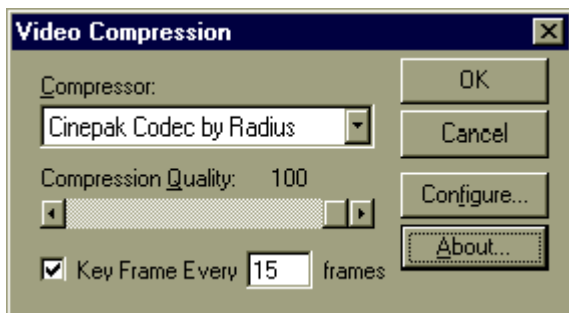 Video Compression
Compressor:
OK
Cinepak Codec by Radius
Cancel
Compression Quality: 100
Configure...
About...
Key Frame Every 15 frames